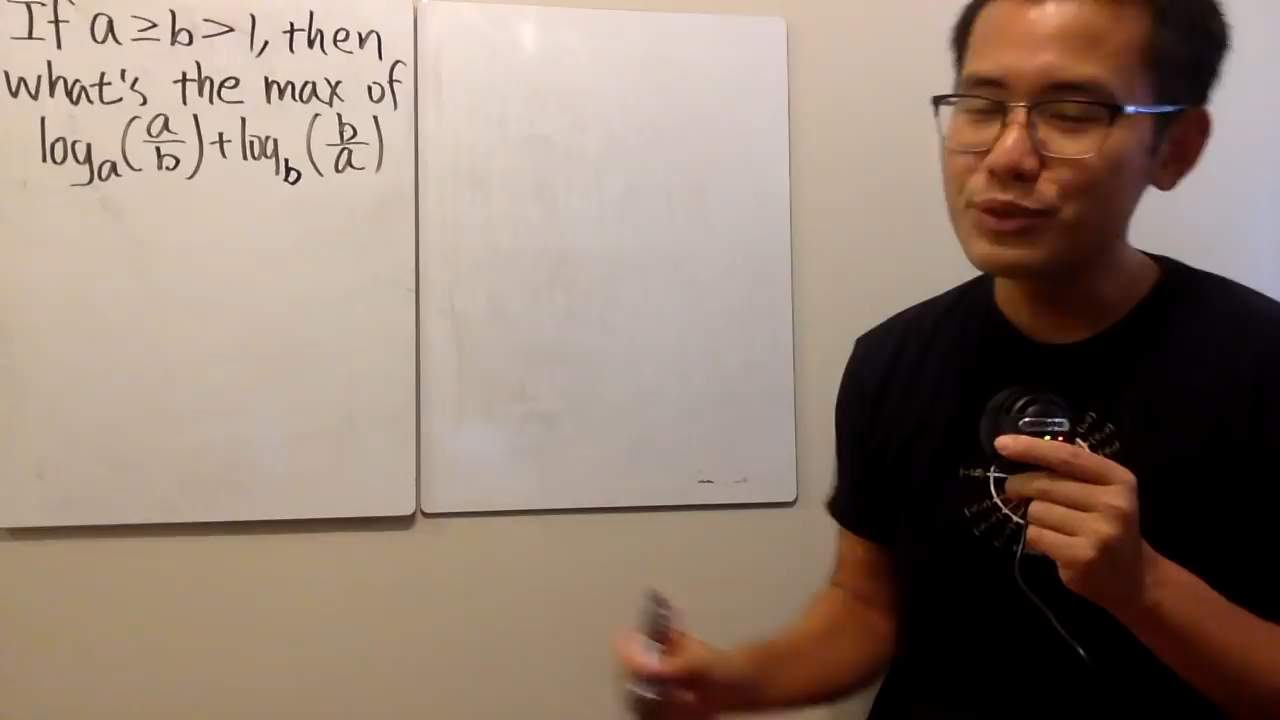 If a ≥ b > 1, then
what's the max of
log_a(a/b) + log_b(b/a)